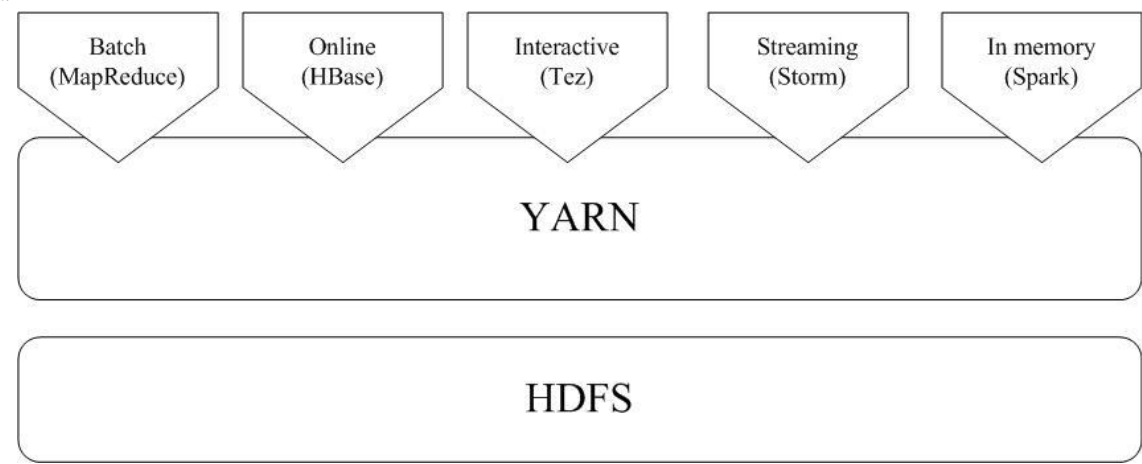 Batch
(MapReduce)
Online
(HBase)
Interactive
(Tez)
Streaming
(Storm)
In memory
(Spark)
YARN
HDFS